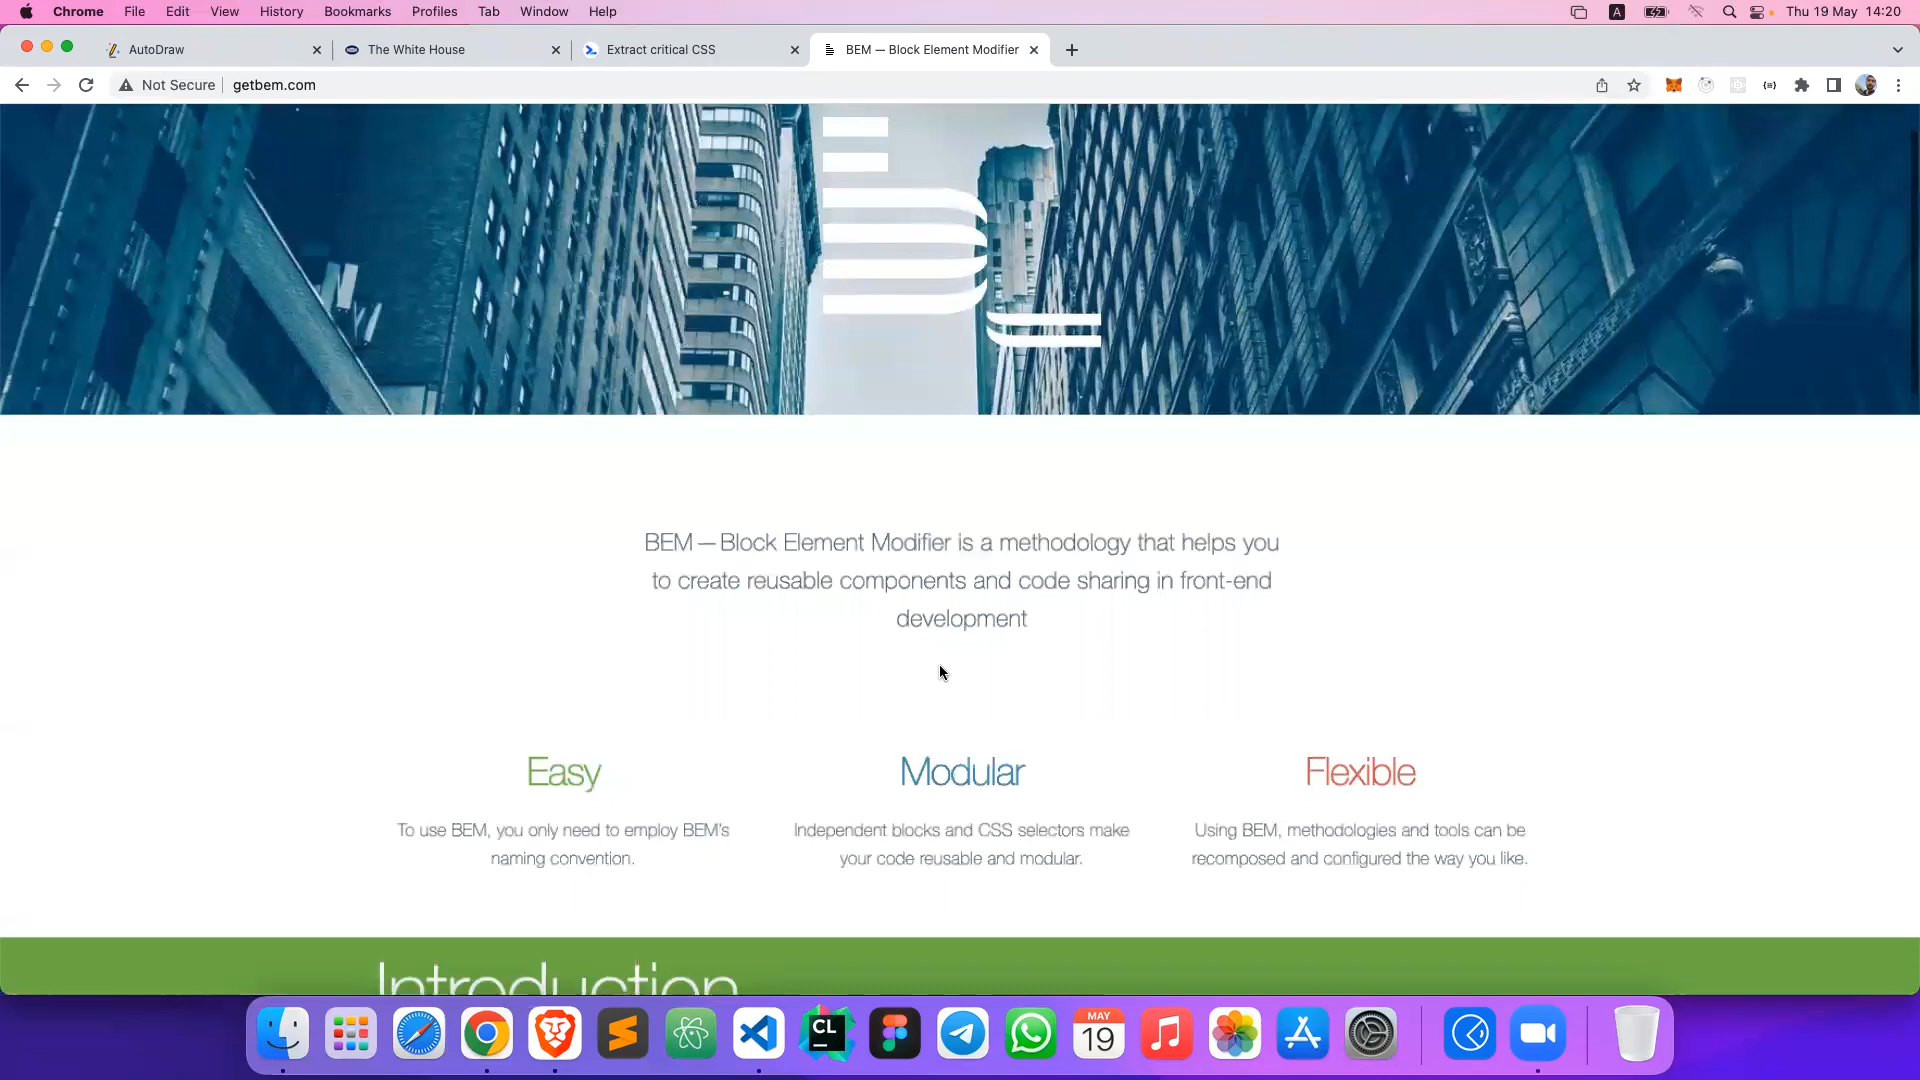 Chrome File Edit View History Bookmarks Profiles Tab Window Help A Thu 19 May 14:20
AutoDraw The White House Extract critical CSS BEM — Block Element Modifier
Not Secure getbem.com
BEM — Block Element Modifier is a methodology that helps you
to create reusable components and code sharing in front-end
development
Easy
To use BEM, you only need to employ BEM's
naming convention.
Modular
Independent blocks and CSS selectors make
your code reusable and modular.
Flexible
Using BEM, methodologies and tools can be
recomposed and configured the way you like.
Introduction
CL
MAY
19